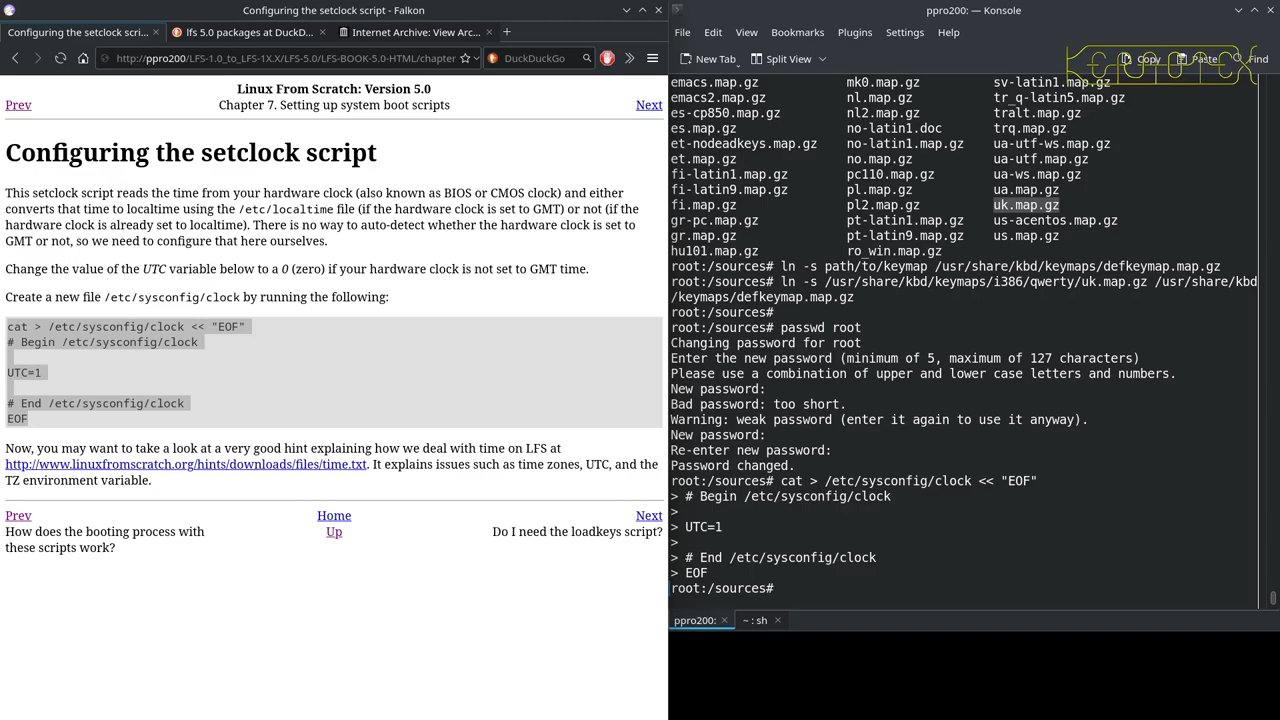 Configuring the setclock script - Falkon
Configuring the setclock scri...
lfs 5.0 packages at DuckD...
Internet Archive: View Arc...
http://ppro200/LFS-1.0_to_LFS-1X.X/LFS-5.0/LFS-BOOK-5.0-HTML/chapter
DuckDuckGo
Linux From Scratch: Version 5.0
Prev
Chapter 7. Setting up system boot scripts
Next
Configuring the setclock script
This setclock script reads the time from your hardware clock (also known as BIOS or CMOS clock) and either
converts that time to localtime using the /etc/localtime file (if the hardware clock is set to GMT) or not (if the
hardware clock is already set to localtime). There is no way to auto-detect whether the hardware clock is set to
GMT or not, so we need to configure that here ourselves.
Change the value of the UTC variable below to a 0 (zero) if your hardware clock is not set to GMT time.
Create a new file /etc/sysconfig/clock by running the following:
cat > /etc/sysconfig/clock << "EOF"
# Begin /etc/sysconfig/clock
UTC=1
# End /etc/sysconfig/clock
EOF
Now, you may want to take a look at a very good hint explaining how we deal with time on LFS at
http://www.linuxfromscratch.org/hints/downloads/files/time.txt. It explains issues such as time zones, UTC, and the
TZ environment variable.
Prev
Home
Next
How does the booting process with
these scripts work?
Up
Do I need the loadkeys script?
ppro200: — Konsole
File Edit View Bookmarks Plugins Settings Help
New Tab
Split View
Copy
Paste
Find
emacs.map.gz mk0.map.gz sv-latin1.map.gz
emacs2.map.gz nl.map.gz tr_q-latin5.map.gz
es-cp850.map.gz nl2.map.gz tralt.map.gz
es.map.gz no-latin1.doc trq.map.gz
et-nodeadkeys.map.gz no-latin1.map.gz ua-utf-ws.map.gz
et.map.gz no.map.gz ua-utf.map.gz
fi-latin1.map.gz pc110.map.gz ua-ws.map.gz
fi-latin9.map.gz pl.map.gz ua.map.gz
fi.map.gz pl2.map.gz uk.map.gz
gr-pc.map.gz pt-latin1.map.gz us-acentos.map.gz
gr.map.gz pt-latin9.map.gz us.map.gz
hu101.map.gz ro_win.map.gz
root:/sources# ln -s path/to/keymap /usr/share/kbd/keymaps/defkeymap.map.gz
root:/sources# ln -s /usr/share/kbd/keymaps/i386/qwerty/uk.map.gz /usr/share/kbd
/keymaps/defkeymap.map.gz
root:/sources#
root:/sources# passwd root
Changing password for root
Enter the new password (minimum of 5, maximum of 127 characters)
Please use a combination of upper and lower case letters and numbers.
New password:
Bad password: too short.
Warning: weak password (enter it again to use it anyway).
New password:
Re-enter new password:
Password changed.
root:/sources# cat > /etc/sysconfig/clock << "EOF"
> # Begin /etc/sysconfig/clock
>
> UTC=1
>
> # End /etc/sysconfig/clock
> EOF
root:/sources#
ppro200:
~ : sh